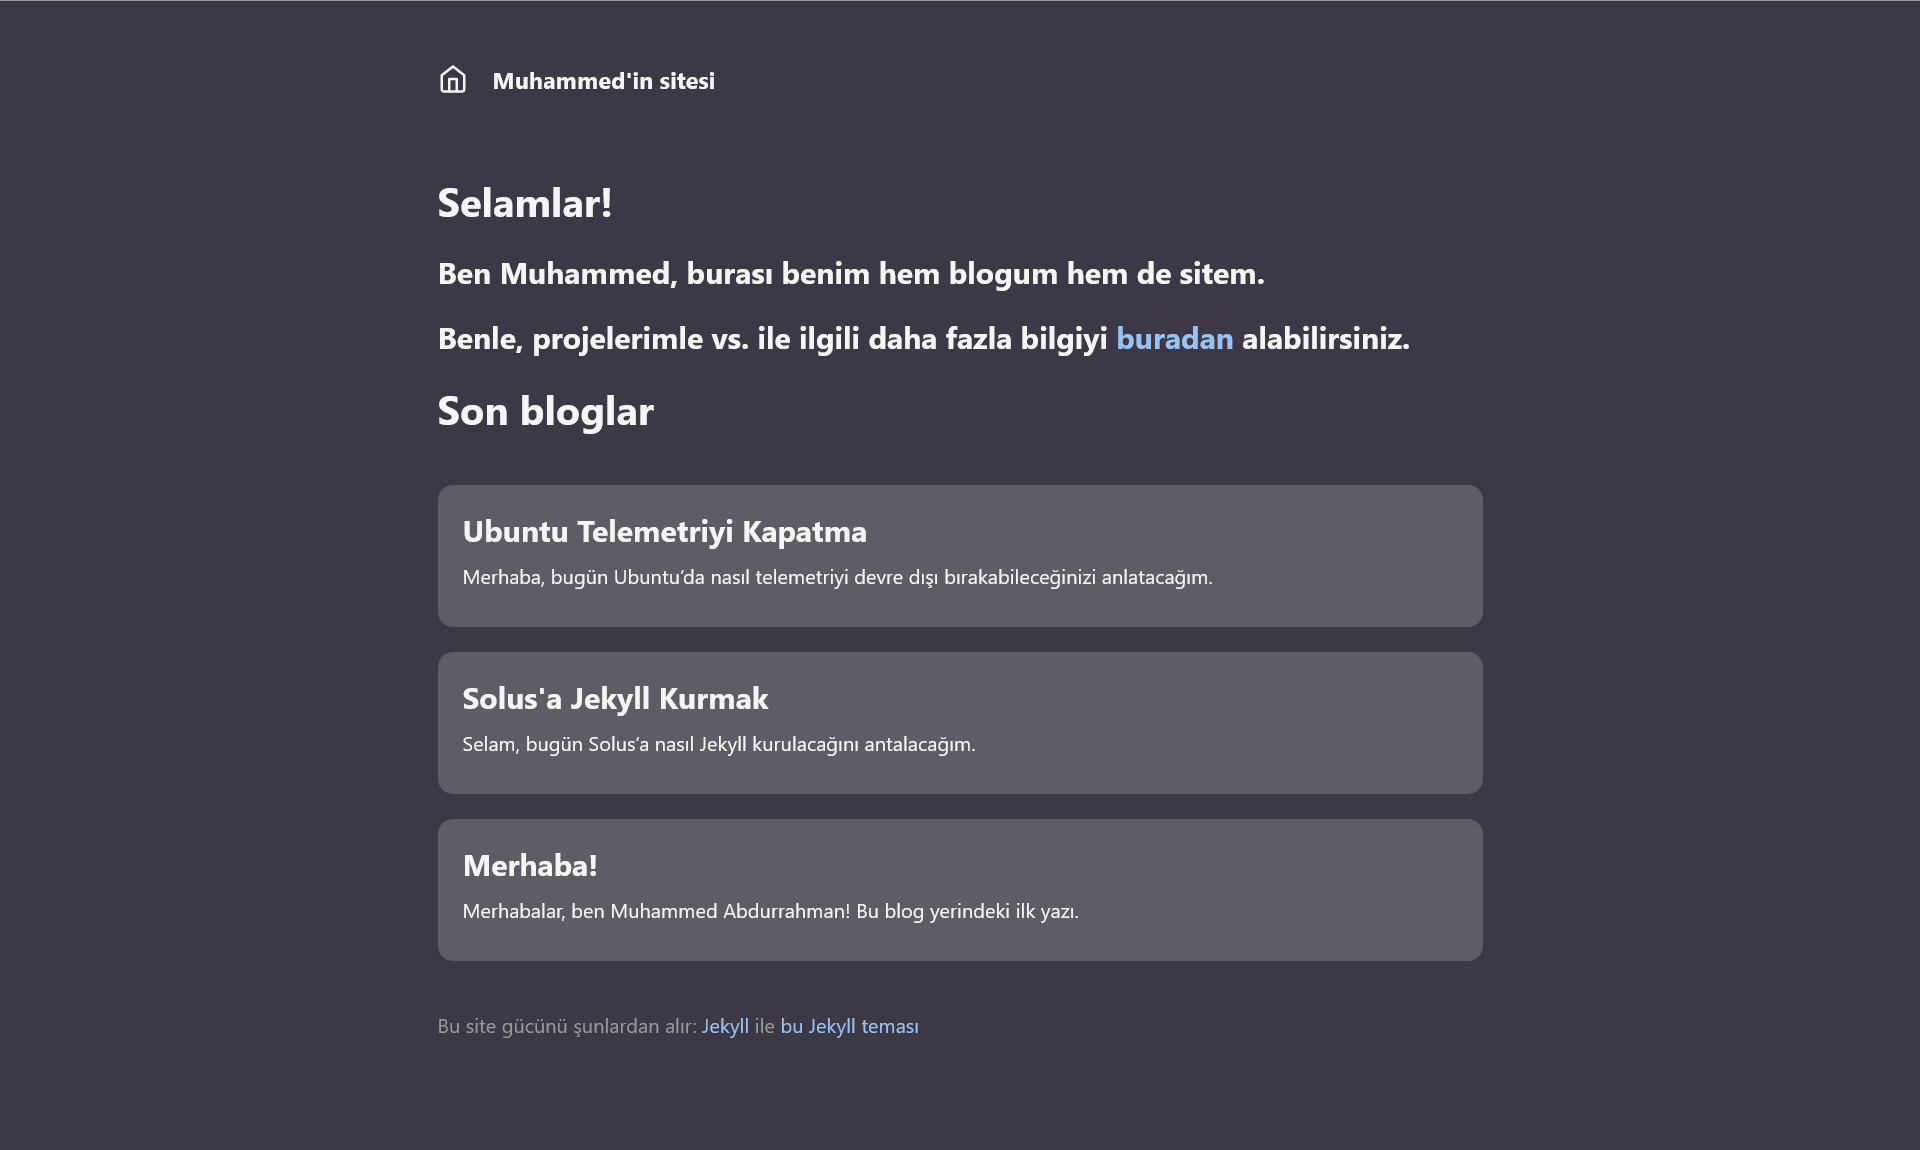 Muhammed'in sitesi
Selamlar!
Ben Muhammed, burası benim hem blogum hem de sitem.
Benle, projelerimle vs. ile ilgili daha fazla bilgiyi buradan alabilirsiniz.
Son bloglar
Ubuntu Telemetriyi Kapatma
Merhaba, bugün Ubuntu’da nasıl telemetriyi devre dışı bırakabileceğinizi anlatacağım.
Solus'a Jekyll Kurmak
Selam, bugün Solus’a nasıl Jekyll kurulacağını antalacağım.
Merhaba!
Merhabalar, ben Muhammed Abdurrahman! Bu blog yerindeki ilk yazı.
Bu site gücünü şunlardan alır: Jekyll ile bu Jekyll teması